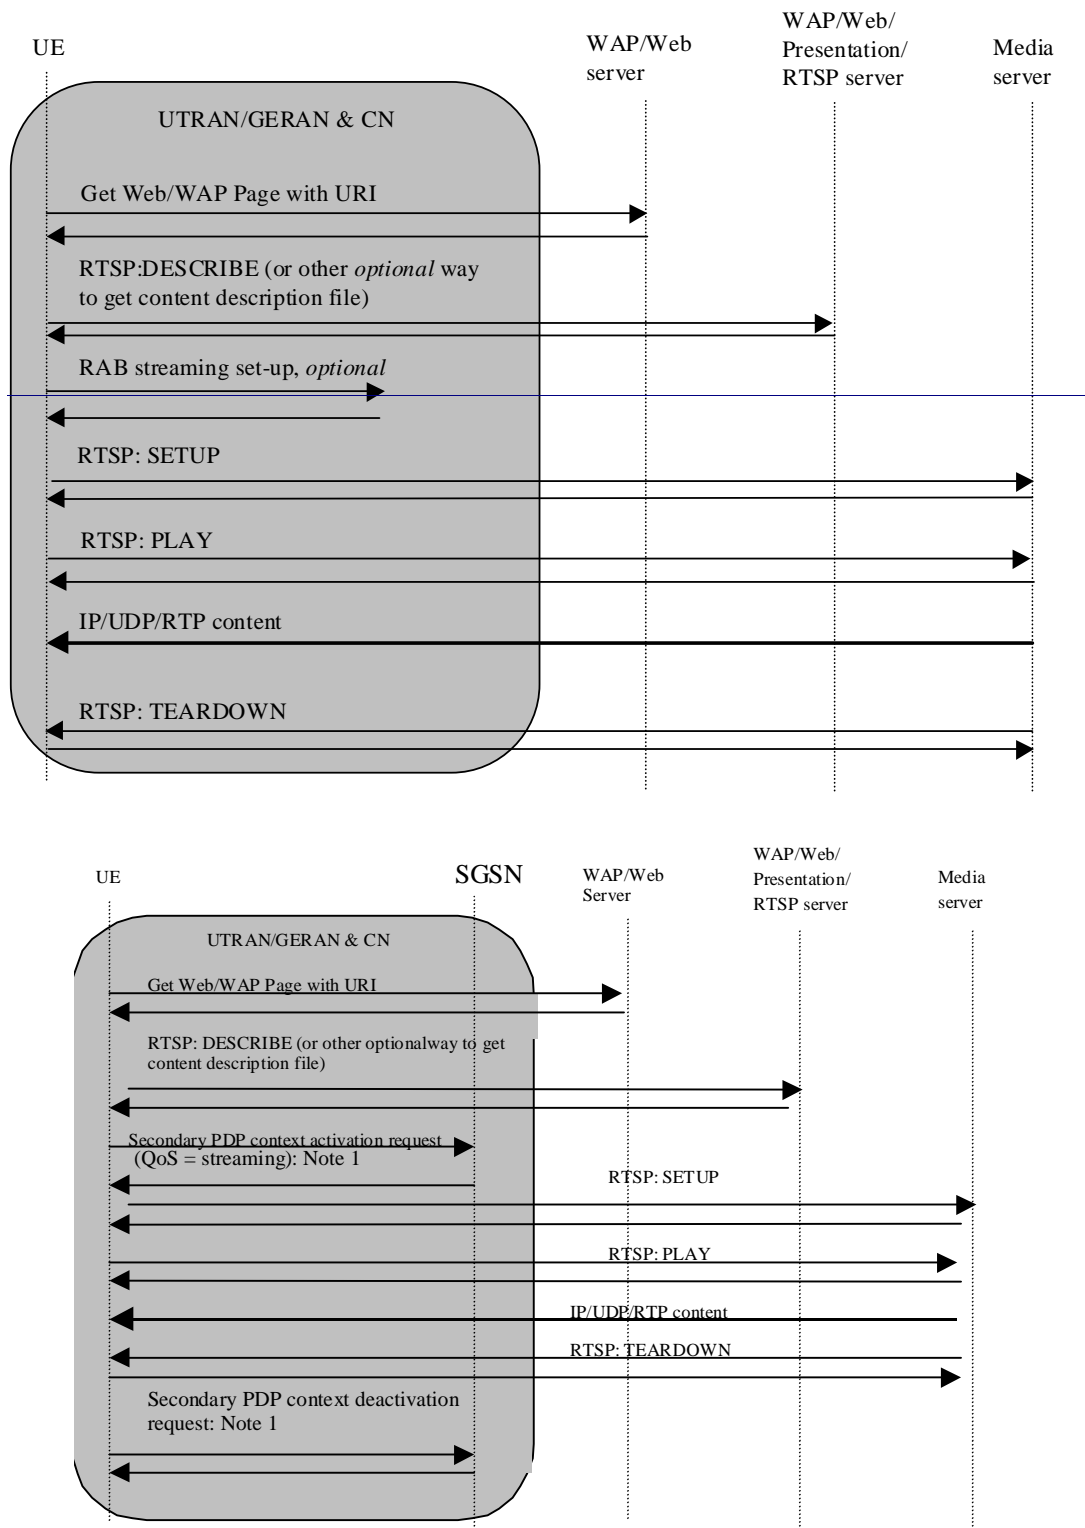 UE
WAP/Web
server
WAP/Web/
Presentation/
RTSP server
Media
server
UTRAN/GERAN & CN
Get Web/WAP Page with URI
RTSP:DESCRIBE (or other optional way
to get content description file)
RAB streaming set-up, optional
RTSP: SETUP
RTSP: PLAY
IP/UDP/RTP content
RTSP: TEARDOWN
UE
SGSN
WAP/Web
Server
WAP/Web/
Presentation/
RTSP server
Media
server
UTRAN/GERAN & CN
Get Web/WAP Page with URI
RTSP: DESCRIBE (or other optionalway to get
content description file)
Secondary PDP context activation request
(QoS = streaming): Note 1
RTSP: SETUP
RTSP: PLAY
IP/UDP/RTP content
RTSP: TEARDOWN
Secondary PDP context deactivation
request: Note 1